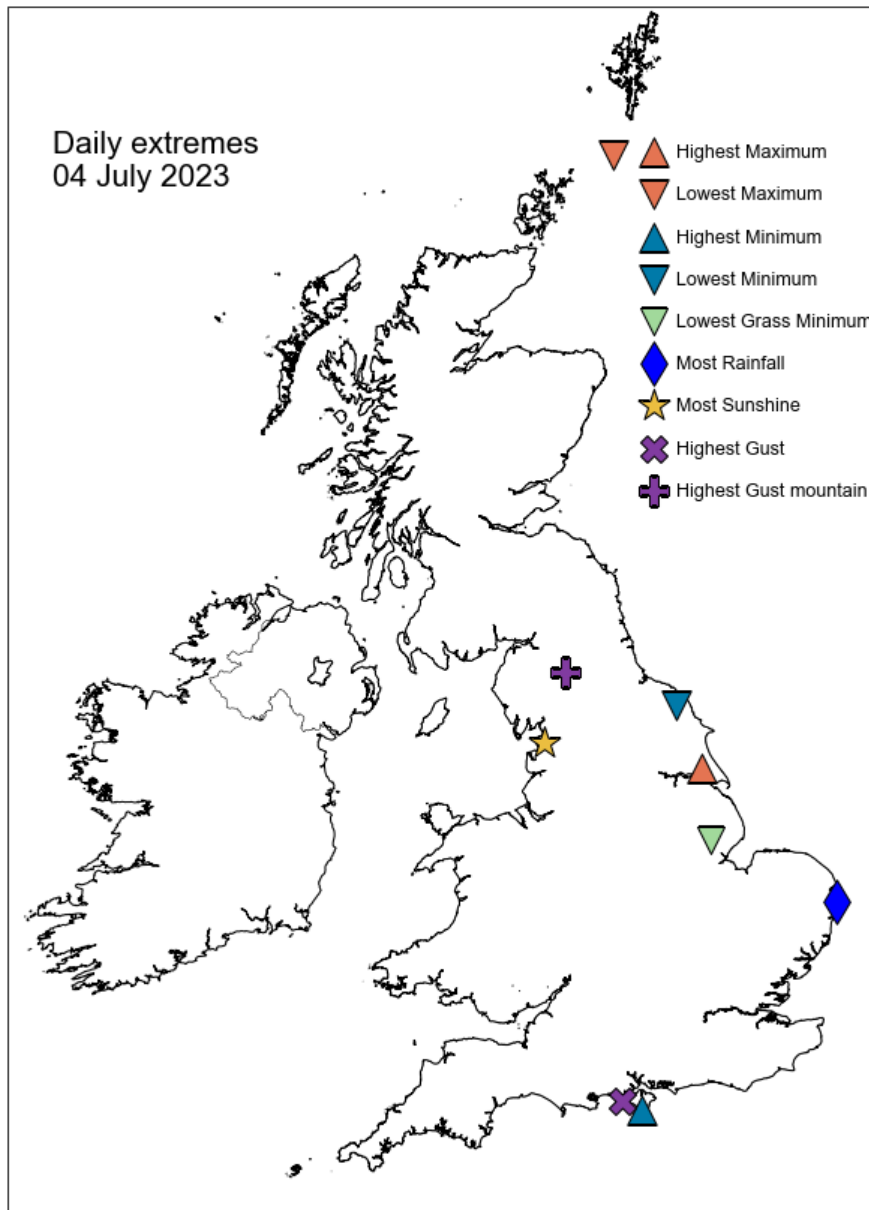 Daily extremes
04 July 2023
Highest Maximum
Lowest Maximum
Highest Minimum
Lowest Minimum
Lowest Grass Minimum
Most Rainfall
Most Sunshine
Highest Gust
Highest Gust mountain